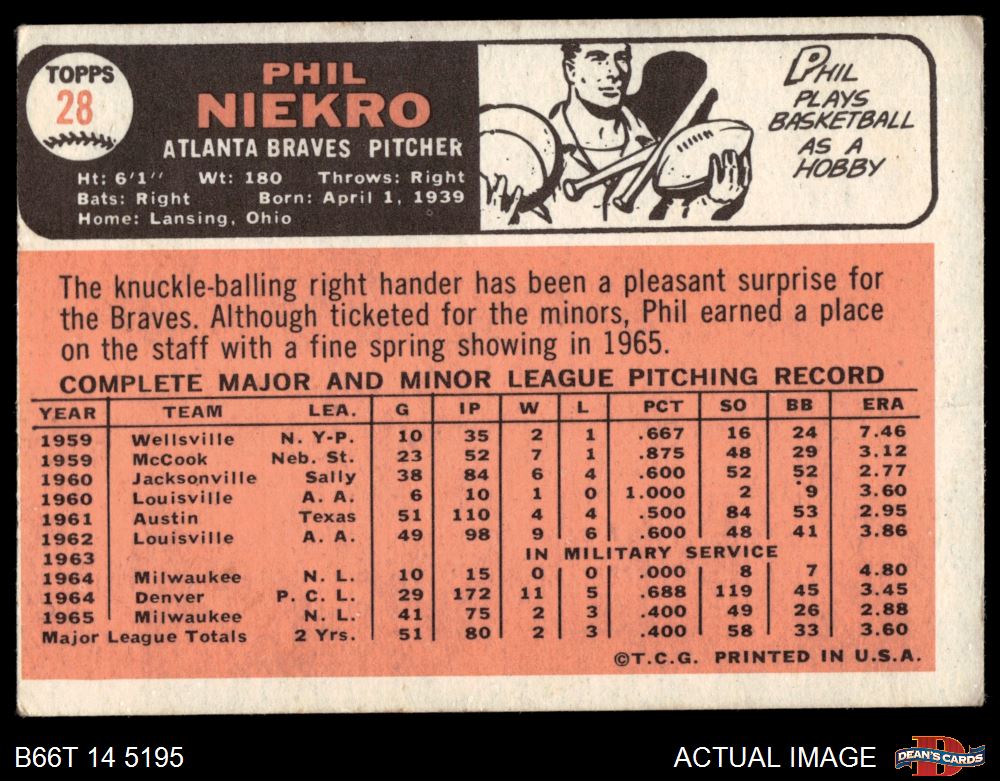 TOPPS
28
PHIL
NIEKRO
ATLANTA BRAVES PITCHER
Ht: 6'1'' Wt: 180 Throws: Right
Bats: Right Born: April 1, 1939
Home: Lansing, Ohio
PHIL
PLAYS
BASKETBALL
AS A
HOBBY
The knuckle-balling right hander has been a pleasant surprise for
the Braves. Although ticketed for the minors, Phil earned a place
on the staff with a fine spring showing in 1965.
COMPLETE MAJOR AND MINOR LEAGUE PITCHING RECORD
YEAR TEAM LEA. G IP W L PCT SO BB ERA
1959 Wellsville N. Y-P. 10 35 2 1 .667 16 24 7.46
1959 McCook Neb. St. 23 52 7 1 .875 48 29 3.12
1960 Jacksonville Sally 38 84 6 4 .600 52 52 2.77
1960 Louisville A. A. 6 10 1 0 1.000 2 9 3.60
1961 Austin Texas 51 110 4 4 .500 84 53 2.95
1962 Louisville A. A. 49 98 9 6 .600 48 41 3.86
1963 IN MILITARY SERVICE
1964 Milwaukee N. L. 10 15 0 0 .000 8 7 4.80
1964 Denver P. C. L. 29 172 11 5 .688 119 45 3.45
1965 Milwaukee N. L. 41 75 2 3 .400 49 26 2.88
Major League Totals 2 Yrs. 51 80 2 3 .400 58 33 3.60
©T.C.G. PRINTED IN U.S.A.
B66T 14 5195
ACTUAL IMAGE
D
DEAN'S CARDS